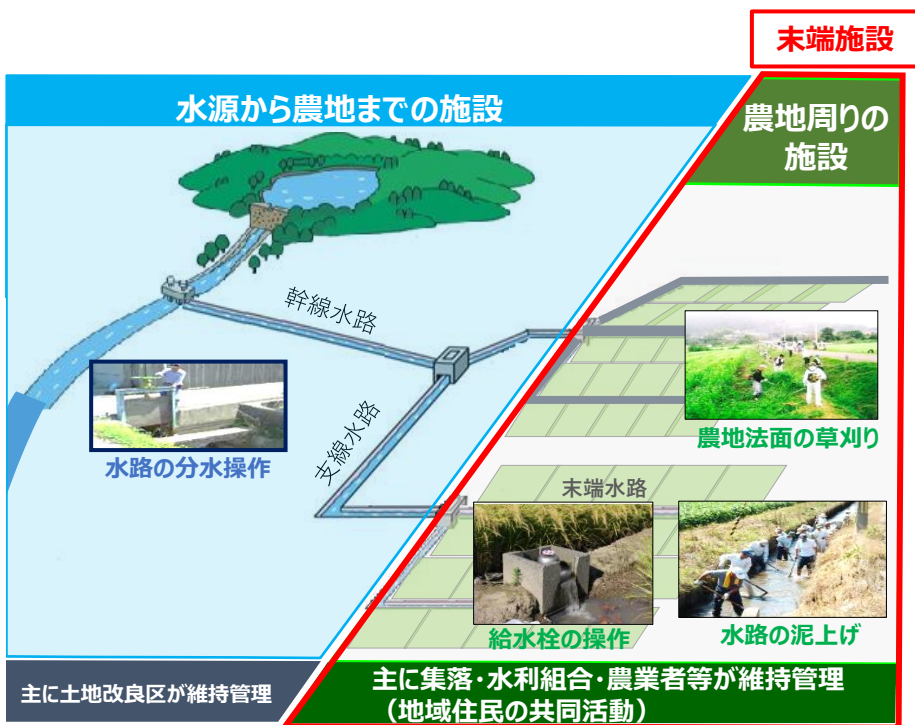 末端施設
水源から農地までの施設
農地周りの
施設
幹線水路
支線水路
水路の分水操作
農地法面の草刈り
末端水路
給水栓の操作
水路の泥上げ
主に土地改良区が維持管理
主に集落・水利組合・農業者等が維持管理
（地域住民の共同活動）